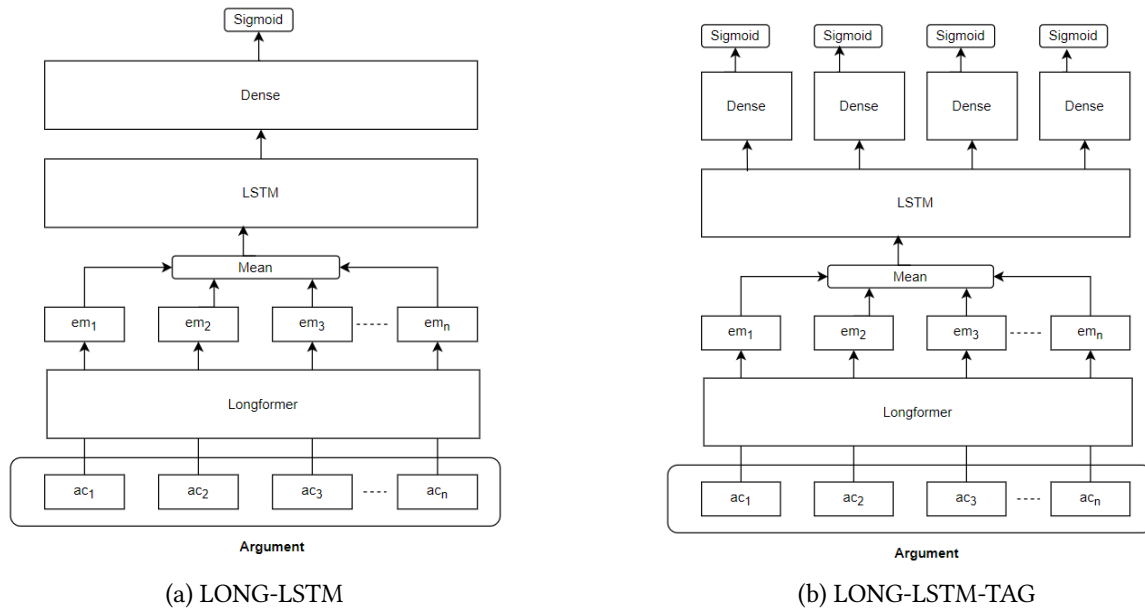 Sigmoid
Dense
LSTM
Mean
em₁ em₂ em₃ ----- emₙ
Longformer
ac₁ ac₂ ac₃ ---- acₙ
Argument
(a) LONG-LSTM
Sigmoid Sigmoid Sigmoid Sigmoid
Dense Dense Dense Dense
LSTM
Mean
em₁ em₂ em₃ ----- emₙ
Longformer
ac₁ ac₂ ac₃ ---- acₙ
Argument
(b) LONG-LSTM-TAG